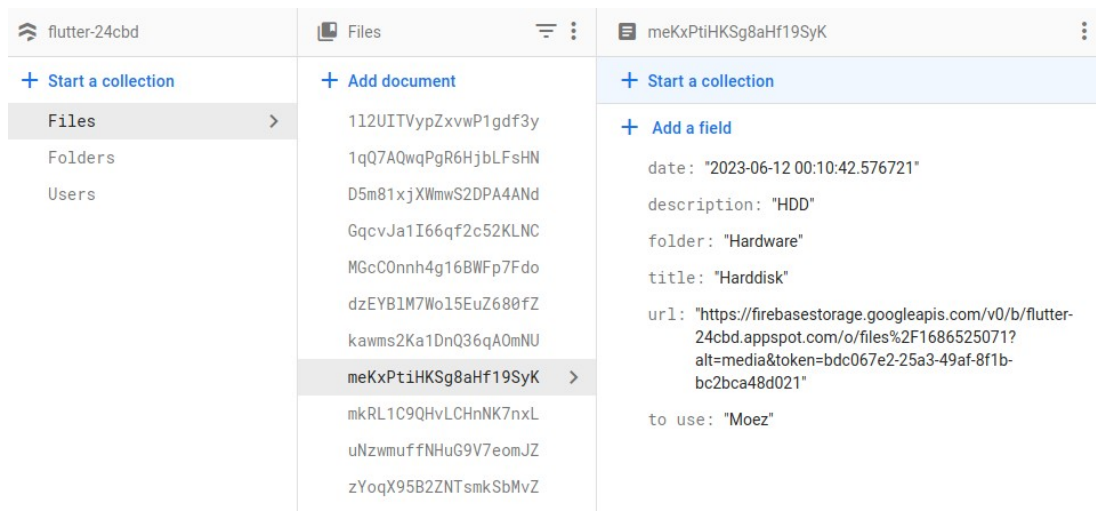 flutter-24cbd
Files
meKxPtiHKSg8aHf19SyK
Start a collection
Add document
Start a collection
Files
Folders
Users
1l2UITVypZxvwP1gdf3y
1qQ7AQwqPgR6HjbLFsHN
D5m81xjXWmwS2DPA4ANd
GqcvJa1I66qf2c52KLNC
MGcCOnnh4g16BWFp7Fdo
dzEYBlM7Wol5EuZ680fZ
kawms2Ka1DnQ36qAOmNU
meKxPtiHKSg8aHf19SyK
mkRL1C9QHvLCHnNK7nxL
uNzwmuffNHuG9V7eomJZ
zYoqX95B2ZNTsmkSbMvZ
Add a field
date: "2023-06-12 00:10:42.576721"
description: "HDD"
folder: "Hardware"
title: "Harddisk"
url: "https://firebasestorage.googleapis.com/v0/b/flutter-
24cbd.appspot.com/o/files%2F1686525071?
alt=media&token=bdc067e2-25a3-49af-8f1b-
bc2bca48d021"
to use: "Moez"